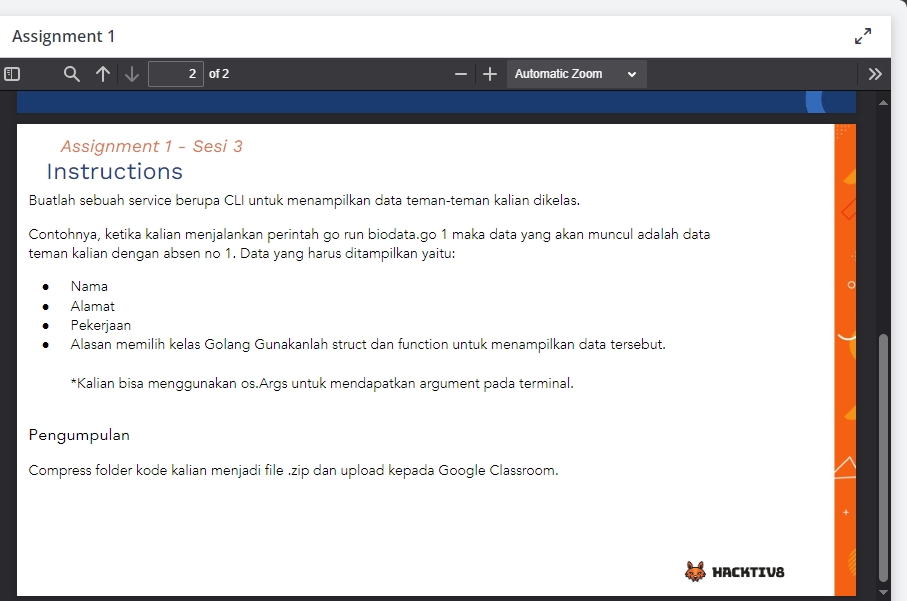 Assignment 1
2 of 2
Automatic Zoom
Assignment 1 - Sesi 3
Instructions
Buatlah sebuah service berupa CLI untuk menampilkan data teman-teman kalian dikelas.
Contohnya, ketika kalian menjalankan perintah go run biodata.go 1 maka data yang akan muncul adalah data
teman kalian dengan absen no 1. Data yang harus ditampilkan yaitu:
● Nama
● Alamat
● Pekerjaan
● Alasan memilih kelas Golang Gunakanlah struct dan function untuk menampilkan data tersebut.
*Kalian bisa menggunakan os.Args untuk mendapatkan argument pada terminal.
Pengumpulan
Compress folder kode kalian menjadi file .zip dan upload kepada Google Classroom.
HACKTIV8